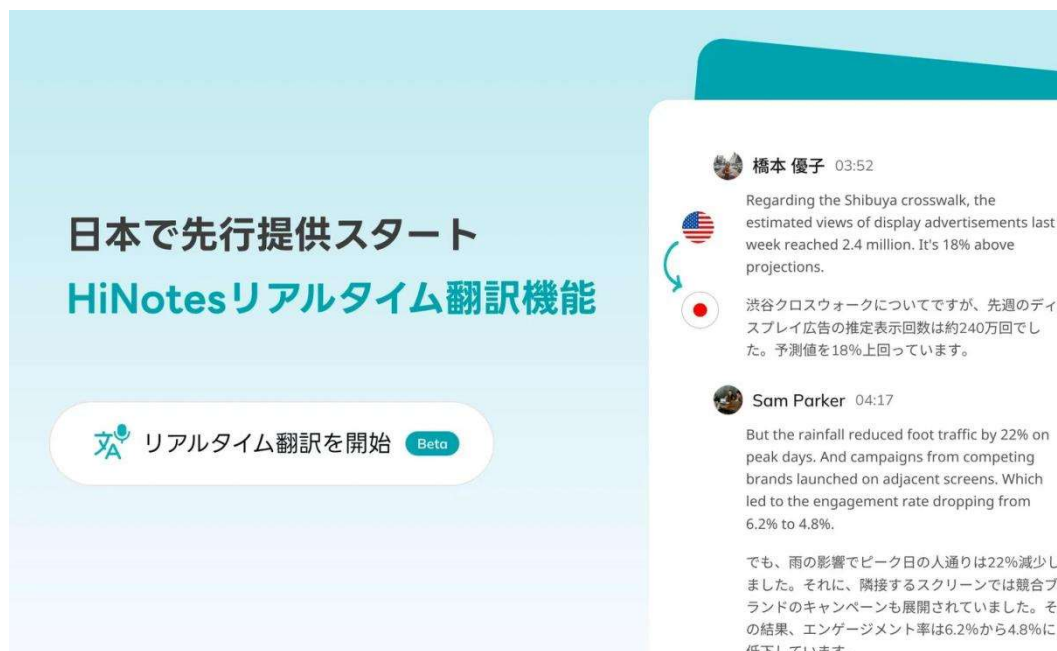 日本で先行提供スタート
HiNotesリアルタイム翻訳機能
リアルタイム翻訳を開始 Beta
橋本 優子 03:52
Regarding the Shibuya crosswalk, the
estimated views of display advertisements last
week reached 2.4 million. It's 18% above
projections.
渋谷クロスウォークについてですが、先週のディ
スプレイ広告の推定表示回数は約240万回でし
た。予測値を18%上回っています。
Sam Parker 04:17
But the rainfall reduced foot traffic by 22% on
peak days. And campaigns from competing
brands launched on adjacent screens. Which
led to the engagement rate dropping from
6.2% to 4.8%.
でも、雨の影響でピーク日の人通りは22%減少し
ました。それに、隣接するスクリーンでは競合ブ
ランドのキャンペーンも展開されていました。そ
の結果、エンゲージメント率は6.2%から4.8%に
低下しています。